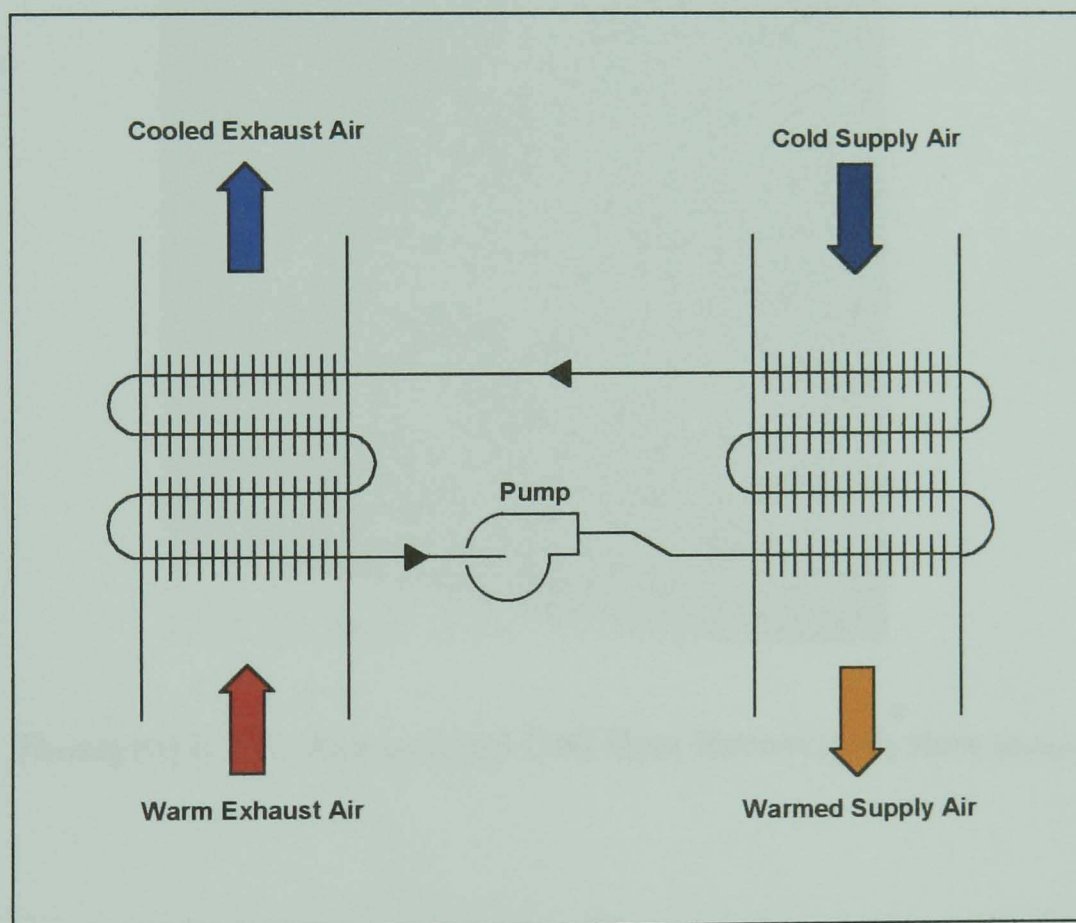 Cooled Exhaust Air
Cold Supply Air
Pump
Warm Exhaust Air
Warmed Supply Air